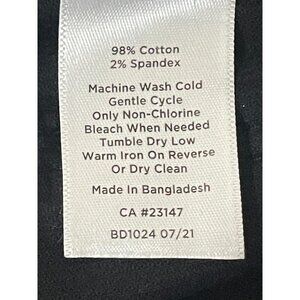 98% Cotton
2% Spandex
Machine Wash Cold
Gentle Cycle
Only Non-Chlorine
Bleach When Needed
Tumble Dry Low
Warm Iron On Reverse
Or Dry Clean
Made In Bangladesh
CA #23147
BD1024 07/21